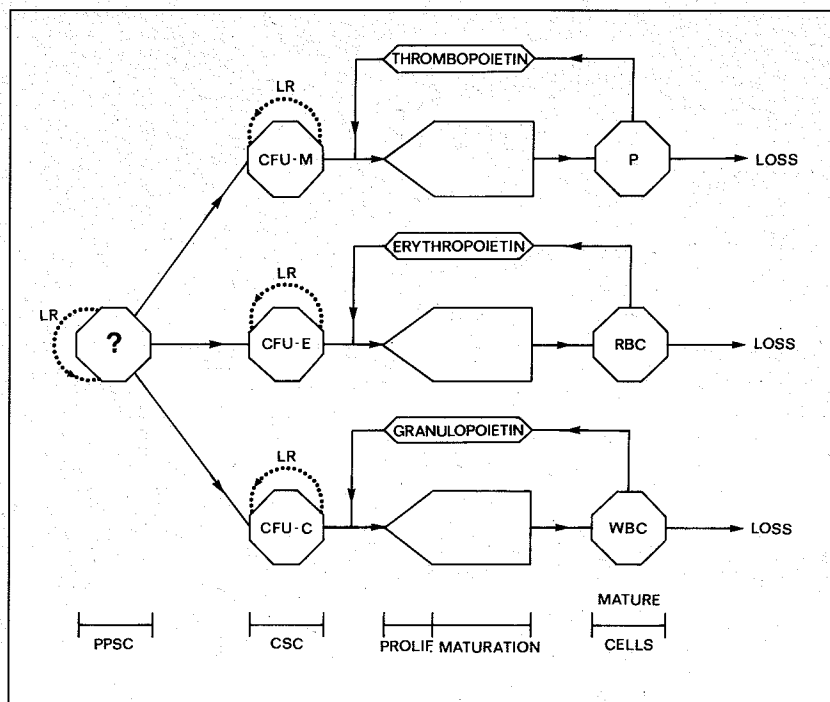 THROMBOPOIETIN
LR
CFU-M
P
LOSS
ERYTHROPOIETIN
LR
LR
?
CFU-E
RBC
LOSS
GRANULOPOIETIN
LR
CFU-C
WBC
LOSS
MATURE
PPSC
CSC
PROLIF. MATURATION
CELLS